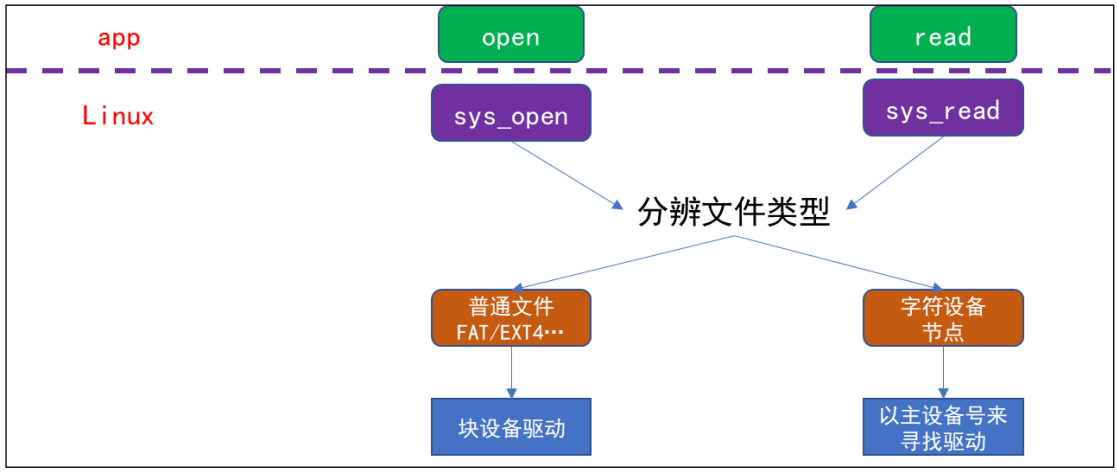 app
open
read
Linux
sys_open
sys_read
分辨文件类型
普通文件
FAT/EXT4…
字符设备
节点
块设备驱动
以主设备号来
寻找驱动